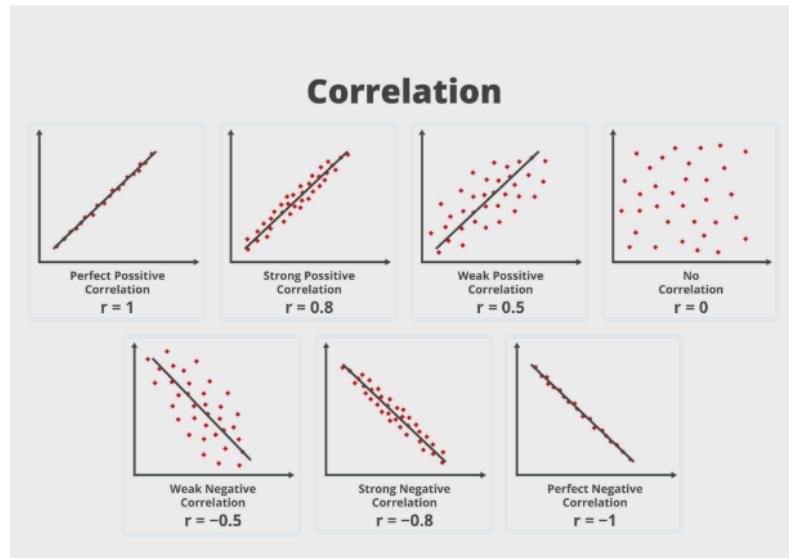 Correlation
Perfect Possitive
Correlation
r = 1
Strong Possitive
Correlation
r = 0.8
Weak Possitive
Correlation
r = 0.5
No
Correlation
r = 0
Weak Negative
Correlation
r = −0.5
Strong Negative
Correlation
r = −0.8
Perfect Negative
Correlation
r = −1